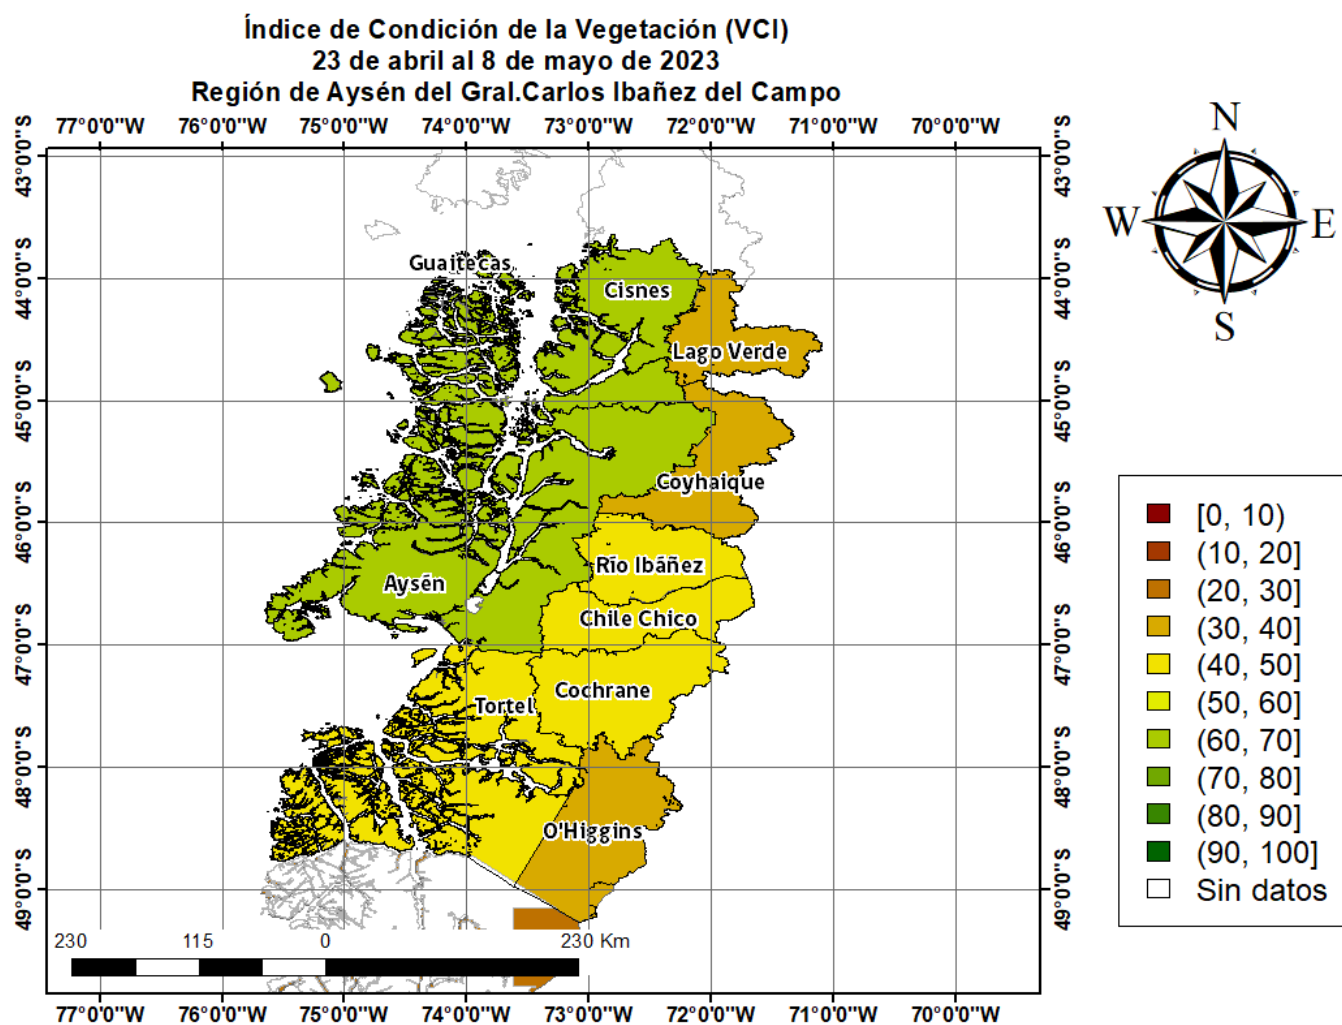 Índice de Condición de la Vegetación (VCI)
23 de abril al 8 de mayo de 2023
Región de Aysén del Gral.Carlos Ibañez del Campo
77°0'0"W 76°0'0"W 75°0'0"W 74°0'0"W 73°0'0"W 72°0'0"W 71°0'0"W 70°0'0"W
43°0'0"S 43°0'0"S
44°0'0"S 44°0'0"S
45°0'0"S 45°0'0"S
46°0'0"S 46°0'0"S
47°0'0"S 47°0'0"S
48°0'0"S 48°0'0"S
49°0'0"S 49°0'0"S
Guaitecas
Cisnes
Lago Verde
Coyhaique
Río Ibáñez
Aysén
Chile Chico
Cochrane
Tortel
O'Higgins
230 115 0 230 Km
77°0'0"W 76°0'0"W 75°0'0"W 74°0'0"W 73°0'0"W 72°0'0"W 71°0'0"W 70°0'0"W
N
W E
S
[0, 10)
(10, 20]
(20, 30]
(30, 40]
(40, 50]
(50, 60]
(60, 70]
(70, 80]
(80, 90]
(90, 100]
Sin datos